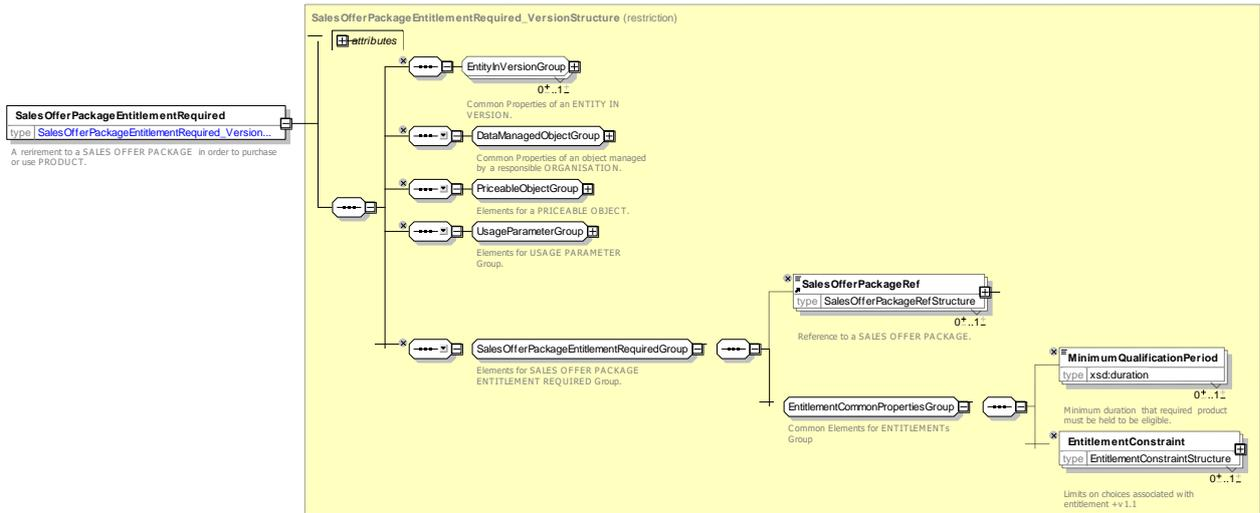 SalesOfferPackageEntitlementRequired_VersionStructure (restriction)
attributes
EntityInVersionGroup
0..1
Common Properties of an ENTITY IN
VERSION.
SalesOfferPackageEntitlementRequired
type SalesOfferPackageEntitlementRequired_Version...
A rerirement to a SALES OFFER PACKAGE in order to purchase
or use PRODUCT.
DataManagedObjectGroup
Common Properties of an object managed
by a responsible ORGANISATION.
PriceableObjectGroup
Elements for a PRICEABLE OBJECT.
UsageParameterGroup
Elements for USAGE PARAMETER
Group.
SalesOfferPackageEntitlementRequiredGroup
Elements for SALES OFFER PACKAGE
ENTITLEMENT REQUIRED Group.
SalesOfferPackageRef
type SalesOfferPackageRefStructure
0..1
Reference to a SALES OFFER PACKAGE.
EntitlementCommonPropertiesGroup
Common Elements for ENTITLEMENTs
Group
MinimumQualificationPeriod
type xsd:duration
0..1
Minimum duration that required product
must be held to be eligible.
EntitlementConstraint
type EntitlementConstraintStructure
0..1
Limits on choices associated with
entitlement +v1.1